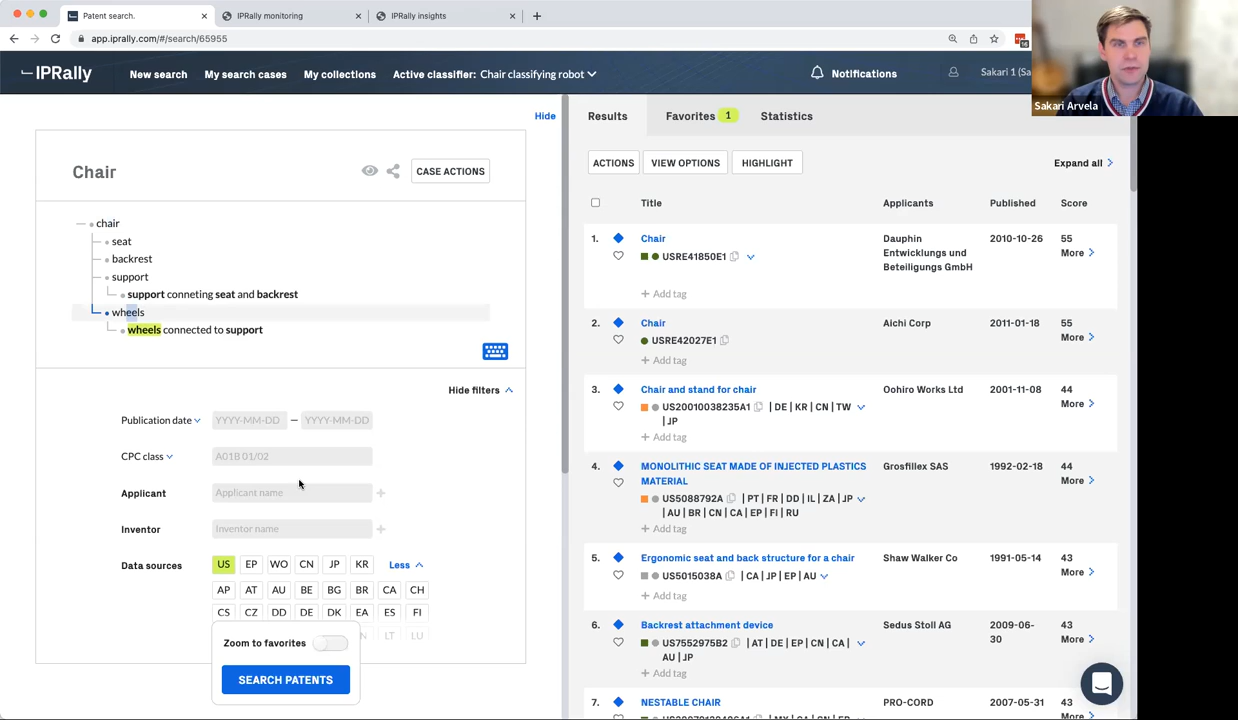 Patent search.
IPRally monitoring
IPRally insights
app.iprally.com/#/search/65955
IPRally
New search
My search cases
My collections
Active classifier: Chair classifying robot
Notifications
Sakari 1 (Sa
Sakari Arvela
Hide
Chair
CASE ACTIONS
chair
seat
backrest
support
support conneting seat and backrest
wheels
wheels connected to support
Hide filters
Publication date
YYYY-MM-DD – YYYY-MM-DD
CPC class
A01B 01/02
Applicant
Applicant name
Inventor
Inventor name
Data sources
US EP WO CN JP KR Less
AP AT AU BE BG BR CA CH
CS CZ DD DE DK EA ES FI
N LT LU
Zoom to favorites
SEARCH PATENTS
Results
Favorites 1
Statistics
ACTIONS
VIEW OPTIONS
HIGHLIGHT
Expand all
Title Applicants Published Score
1. Chair
USRE41850E1
Add tag
Dauphin
Entwicklungs und
Beteiligungs GmbH
2010-10-26
55
More
2. Chair
USRE42027E1
Add tag
Aichi Corp
2011-01-18
55
More
3. Chair and stand for chair
US20010038235A1 | DE | KR | CN | TW
| JP
Add tag
Oohiro Works Ltd
2001-11-08
44
More
4. MONOLITHIC SEAT MADE OF INJECTED PLASTICS
MATERIAL
US5088792A | PT | FR | DD | IL | ZA | JP
| AU | BR | CN | CA | EP | FI | RU
Add tag
Grosfillex SAS
1992-02-18
44
More
5. Ergonomic seat and back structure for a chair
US5015038A | CA | JP | EP | AU
Add tag
Shaw Walker Co
1991-05-14
43
More
6. Backrest attachment device
US7552975B2 | AT | DE | EP | CN | CA |
AU | JP
Add tag
Sedus Stoll AG
2009-06-
30
43
More
7. NESTABLE CHAIR
PRO-CORD
2007-05-31
43
More